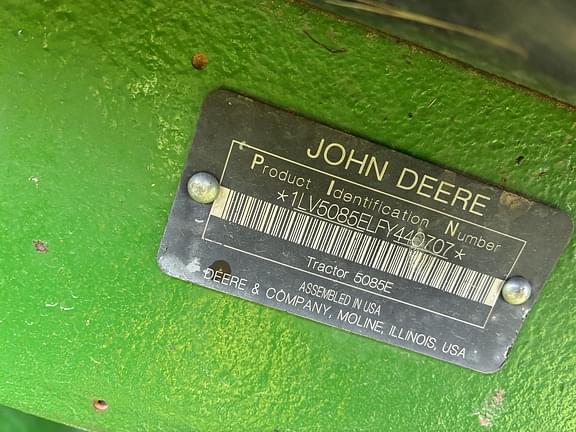 JOHN DEERE
Product Identification Number
*1LV5085ELFY440707*
Tractor 5085E
ASSEMBLED IN USA
DEERE & COMPANY, MOLINE, ILLINOIS, USA